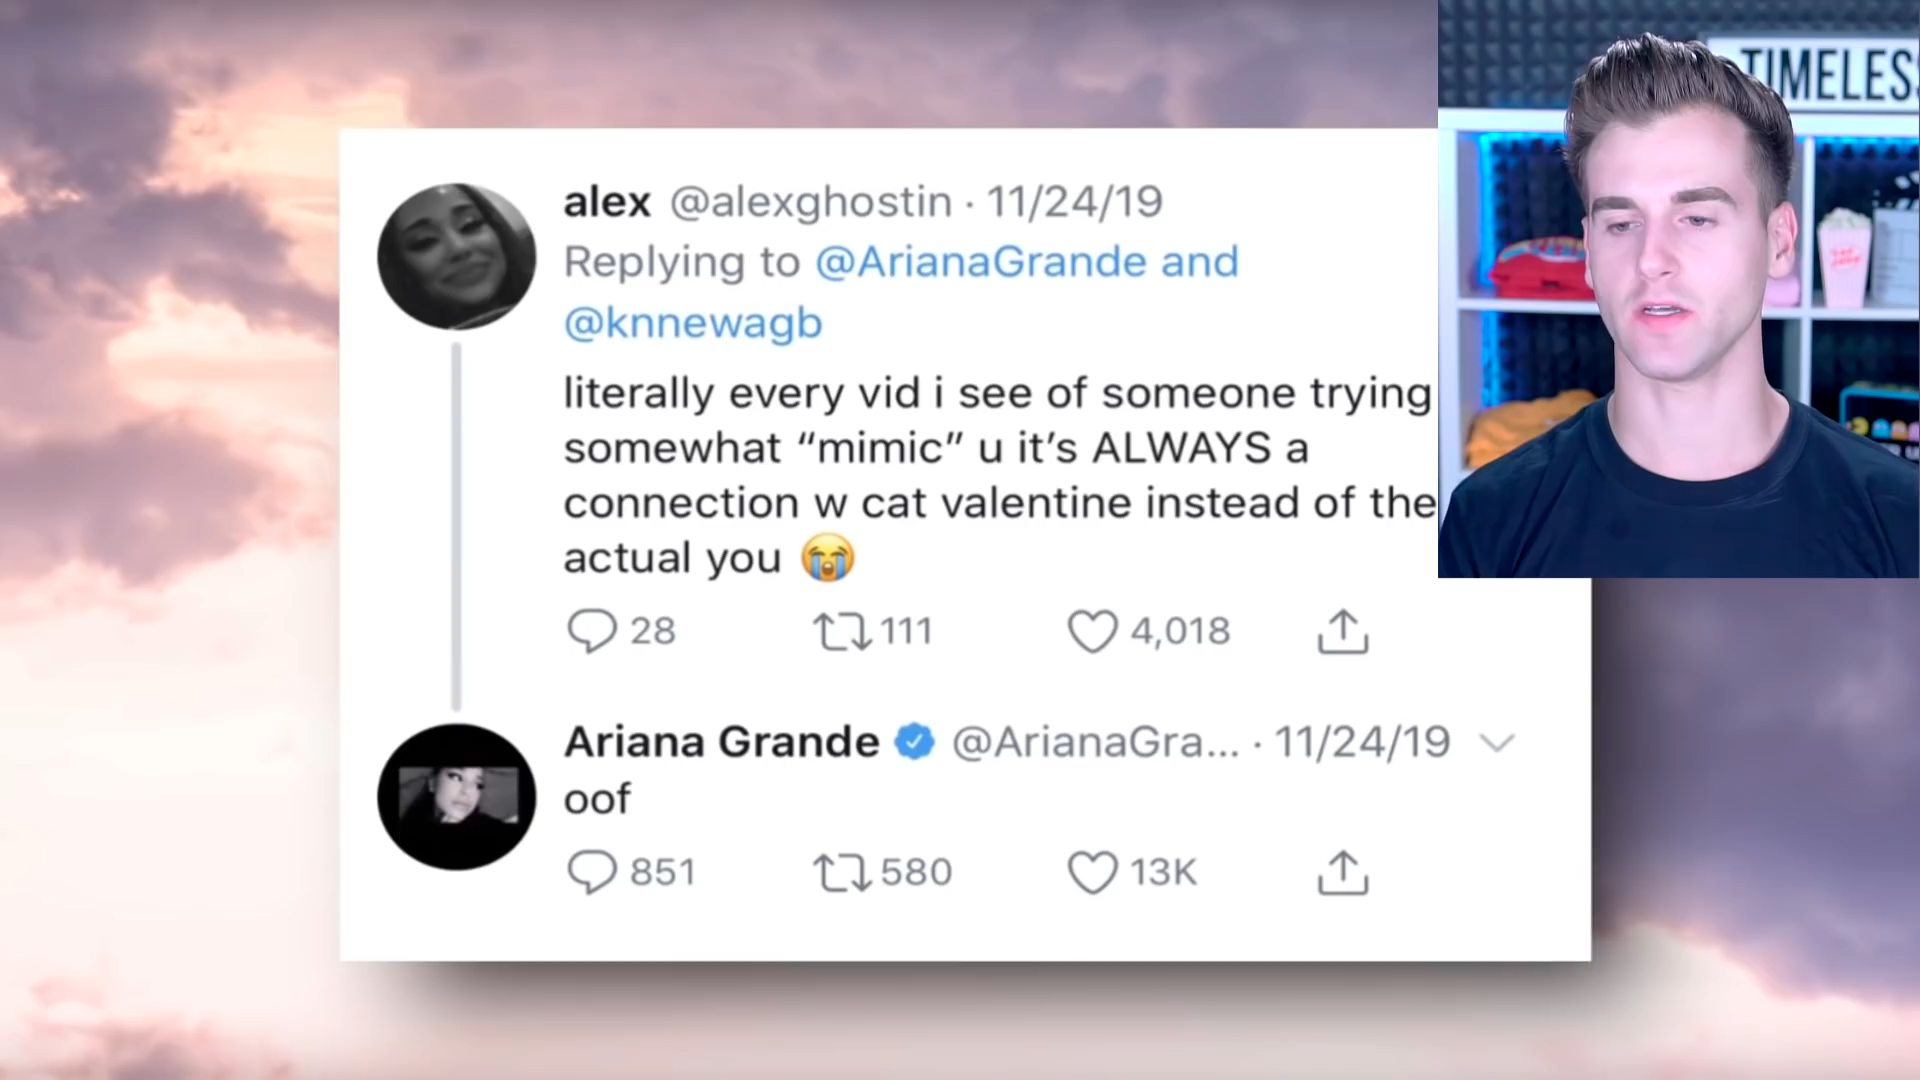 TIMELES
alex @alexghostin · 11/24/19
Replying to @ArianaGrande and
@knnewagb
literally every vid i see of someone trying
somewhat “mimic” u it’s ALWAYS a
connection w cat valentine instead of the
actual you 😭
28 111 4,018
Ariana Grande @ArianaGra... · 11/24/19
oof
851 580 13K